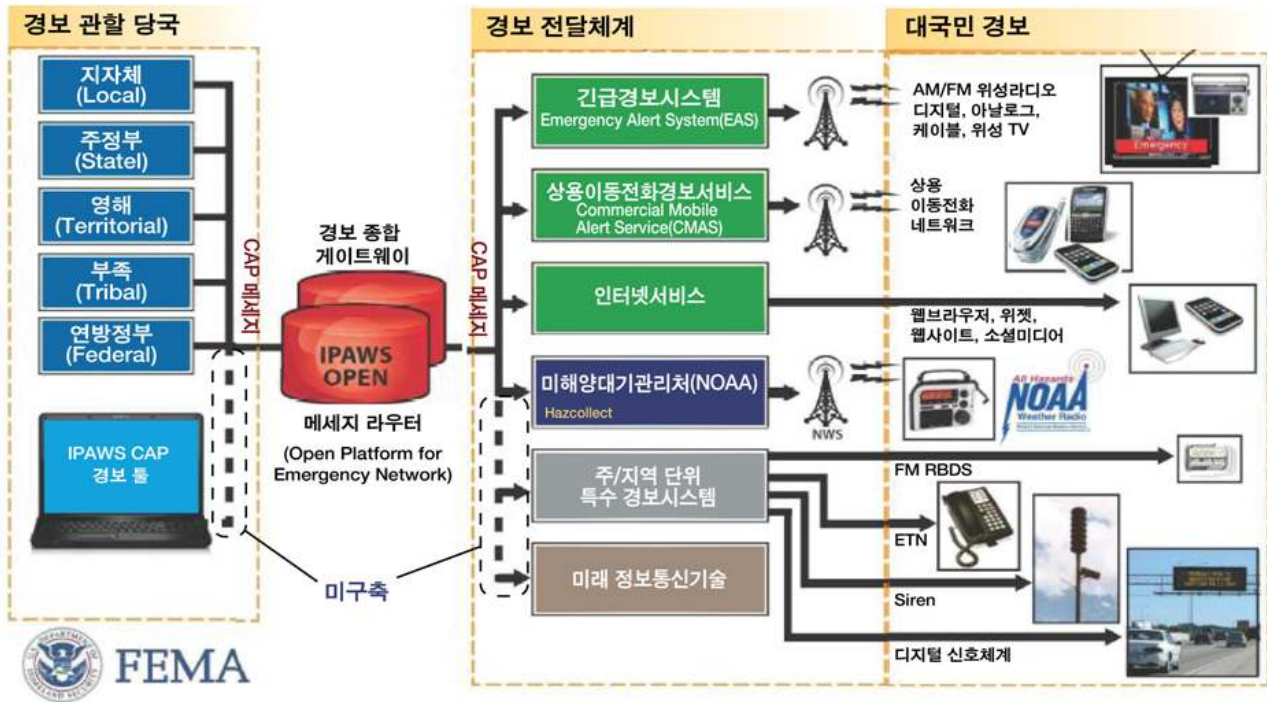 경보 관할 당국
지자체
(Local)
주정부
(Statel)
영해
(Territorial)
부족
(Tribal)
연방정부
(Federal)
IPAWS CAP
경보 툴
CAP 메세지
경보 종합
게이트웨이
IPAWS
OPEN
메세지 라우터
(Open Platform for
Emergency Network)
미구축
FEMA
경보 전달체계
CAP 메세지
긴급경보시스템
Emergency Alert System(EAS)
상용이동전화경보서비스
Commercial Mobile
Alert Service(CMAS)
인터넷서비스
미해양대기관리처(NOAA)
Hazcollect
NWS
주/지역 단위
특수 경보시스템
미래 정보통신기술
대국민 경보
AM/FM 위성라디오
디지털, 아날로그,
케이블, 위성 TV
Emergency
상용
이동전화
네트워크
웹브라우저, 위젯,
웹사이트, 소셜미디어
All Hazards
NOAA
Weather Radio
FM RBDS
ETN
Siren
디지털 신호체계